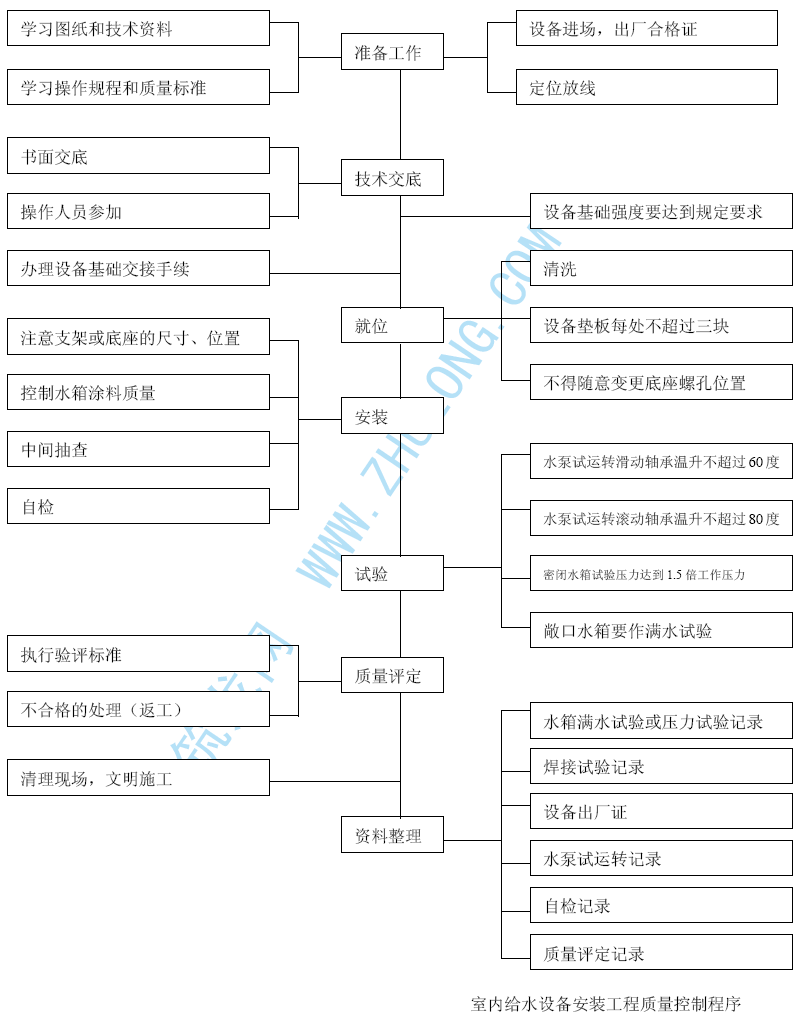 学习图纸和技术资料
准备工作
设备进场，出厂合格证
学习操作规程和质量标准
定位放线
书面交底
技术交底
操作人员参加
设备基础强度要达到规定要求
办理设备基础交接手续
清洗
就位
设备垫板每处不超过三块
注意支架或底座的尺寸、位置
不得随意变更底座螺孔位置
控制水箱涂料质量
安装
中间抽查
水泵试运转滑动轴承温升不超过60度
自检
水泵试运转滚动轴承温升不超过80度
试验
密闭水箱试验压力达到1.5倍工作压力
敞口水箱要作满水试验
执行验评标准
质量评定
不合格的处理（返工）
水箱满水试验或压力试验记录
清理现场，文明施工
焊接试验记录
设备出厂证
资料整理
水泵试运转记录
自检记录
质量评定记录
室内给水设备安装工程质量控制程序
筑龙网 WWW.ZHULONG.COM